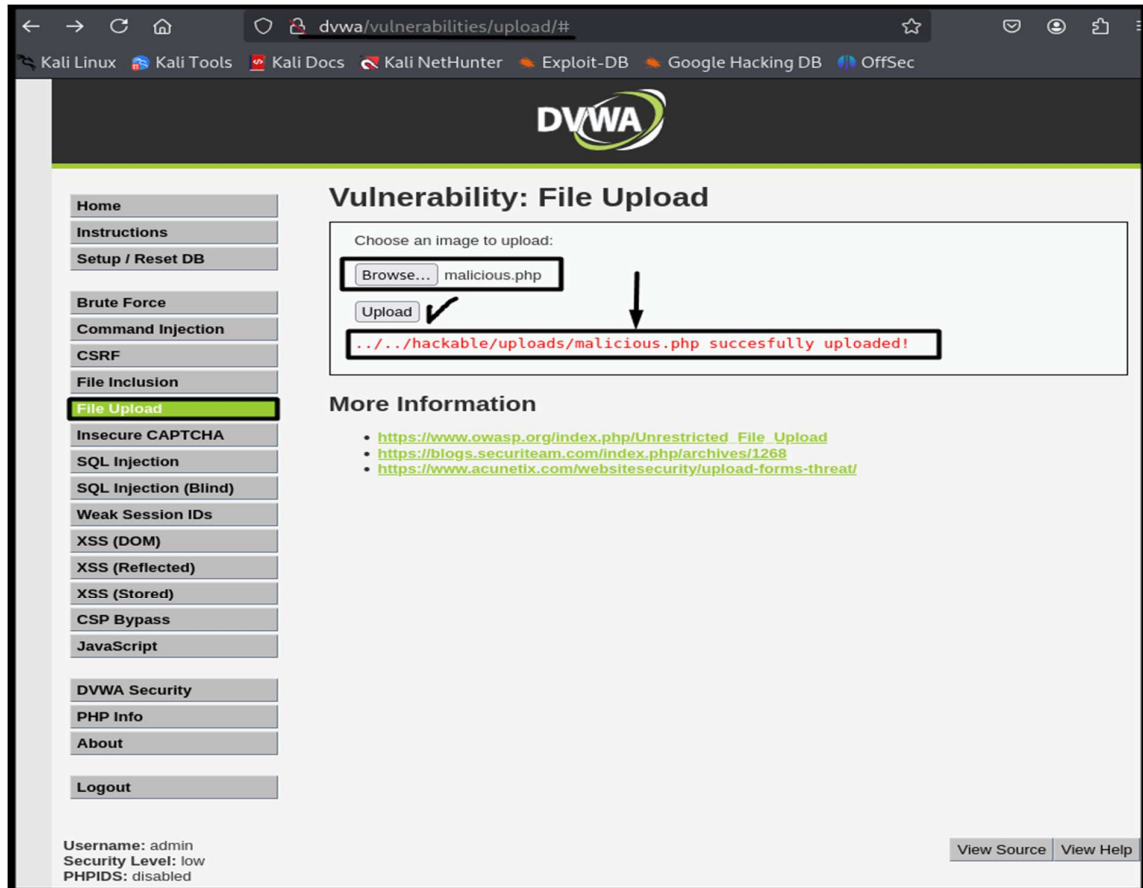 dvwa/vulnerabilities/upload/#
Kali Linux Kali Tools Kali Docs Kali NetHunter Exploit-DB Google Hacking DB OffSec
DVWA
Home
Instructions
Setup / Reset DB
Brute Force
Command Injection
CSRF
File Inclusion
File Upload
Insecure CAPTCHA
SQL Injection
SQL Injection (Blind)
Weak Session IDs
XSS (DOM)
XSS (Reflected)
XSS (Stored)
CSP Bypass
JavaScript
DVWA Security
PHP Info
About
Logout
Vulnerability: File Upload
Choose an image to upload:
Browse... malicious.php
Upload
../../hackable/uploads/malicious.php succesfully uploaded!
More Information
https://www.owasp.org/index.php/Unrestricted_File_Upload
https://blogs.securiteam.com/index.php/archives/1268
https://www.acunetix.com/websitesecurity/upload-forms-threat/
Username: admin
Security Level: low
PHPIDS: disabled
View Source View Help